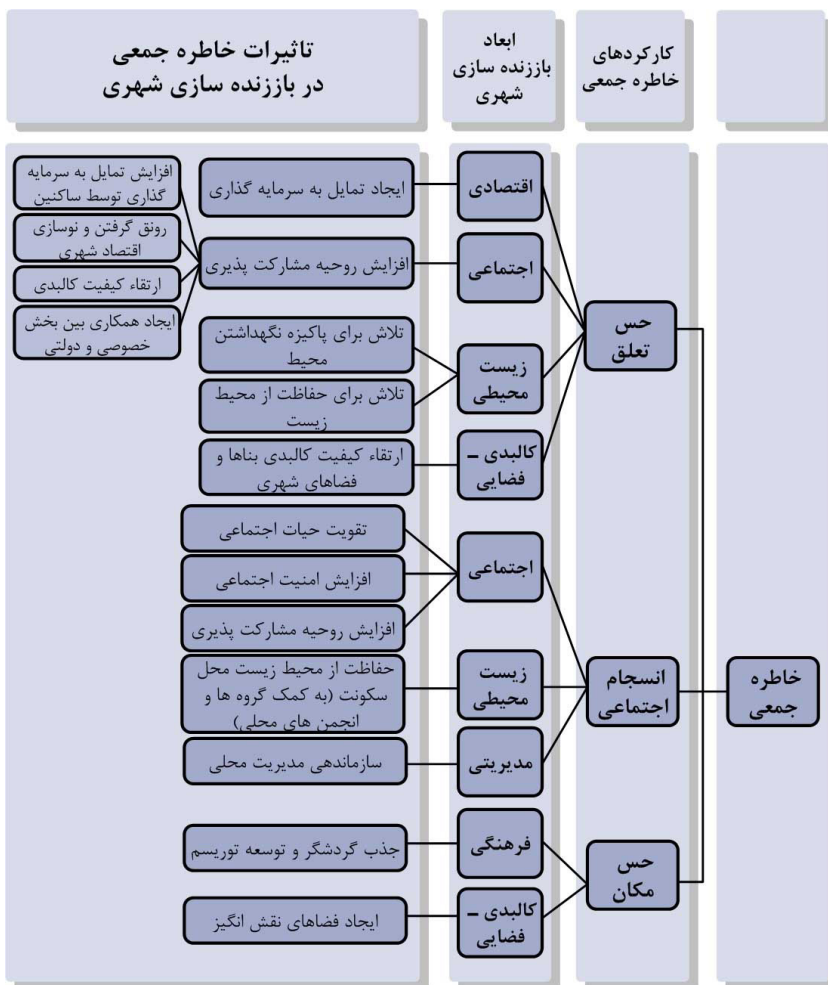 کارکردهای
خاطره جمعی
ابعاد
باززنده سازی
شهری
تاثیرات خاطره جمعی
در باززنده سازی شهری
خاطره
جمعی
حس
تعلق
اقتصادی
ایجاد تمایل به سرمایه گذاری
اجتماعی
افزایش روحیه مشارکت پذیری
افزایش تمایل به سرمایه
گذاری توسط ساکنین
رونق گرفتن و نوسازی
اقتصاد شهری
ارتقاء کیفیت کالبدی
ایجاد همکاری بین بخش
خصوصی و دولتی
زیست
محیطی
تلاش برای پاکیزه نگهداشتن
محیط
تلاش برای حفاظت از محیط
زیست
کالبدی –
فضایی
ارتقاء کیفیت کالبدی بناها و
فضاهای شهری
انسجام
اجتماعی
اجتماعی
تقویت حیات اجتماعی
افزایش امنیت اجتماعی
افزایش روحیه مشارکت پذیری
زیست
محیطی
حفاظت از محیط زیست محل
سکونت (به کمک گروه ها و
انجمن های محلی)
مدیریتی
سازماندهی مدیریت محلی
حس
مکان
فرهنگی
جذب گردشگر و توسعه توریسم
کالبدی –
فضایی
ایجاد فضاهای نقش انگیز